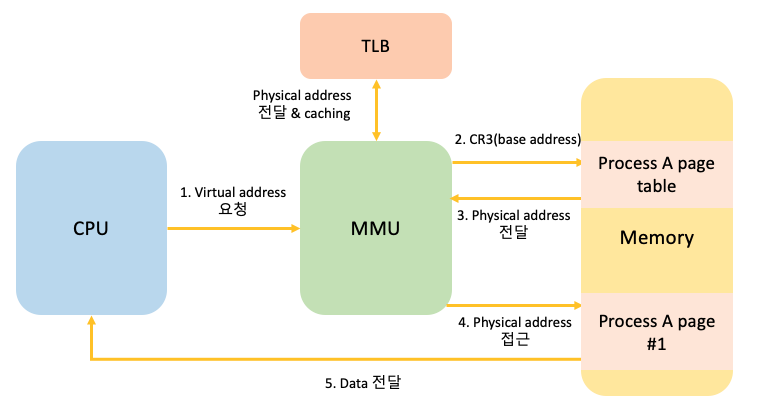 TLB
Physical address
전달 & caching
2. CR3(base address)
Process A page
table
1. Virtual address
요청
CPU
MMU
3. Physical address
전달
Memory
4. Physical address
접근
Process A page
#1
5. Data 전달